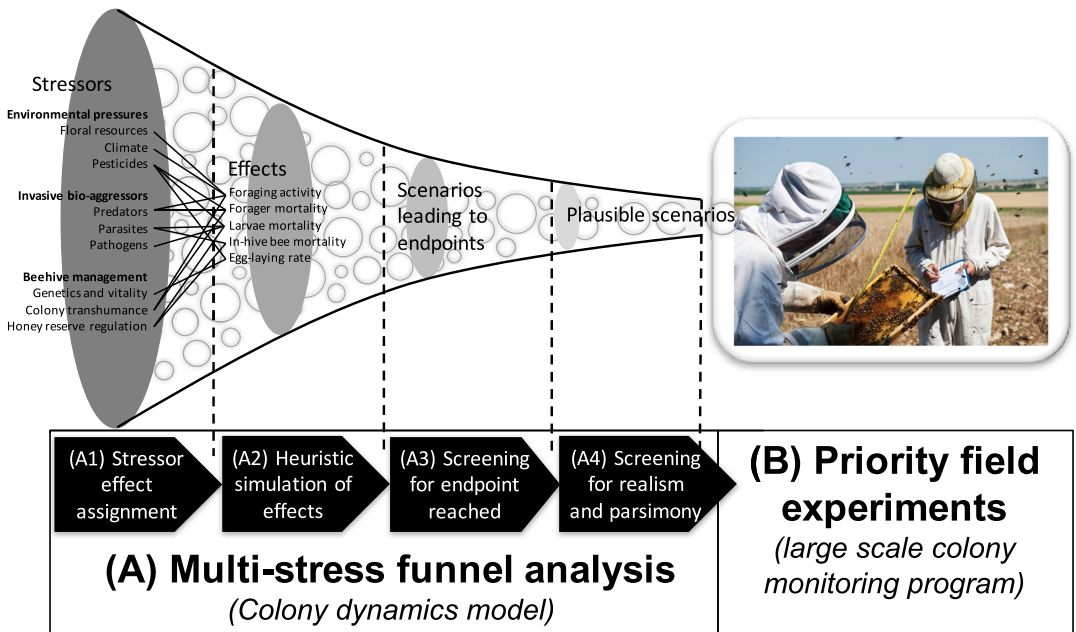 Stressors
Environmental pressures
Floral resources
Climate
Pesticides
Invasive bio-aggressors
Predators
Parasites
Pathogens
Beehive management
Genetics and vitality
Colony transhumance
Honey reserve regulation
Effects
Foraging activity
Forager mortality
Larvae mortality
In-hive bee mortality
Egg-laying rate
Scenarios
leading to
endpoints
Plausible scenarios
(A1) Stressor
effect
assignment
(A2) Heuristic
simulation of
effects
(A3) Screening
for endpoint
reached
(A4) Screening
for realism
and parsimony
(A) Multi-stress funnel analysis
(Colony dynamics model)
(B) Priority field
experiments
(large scale colony
monitoring program)